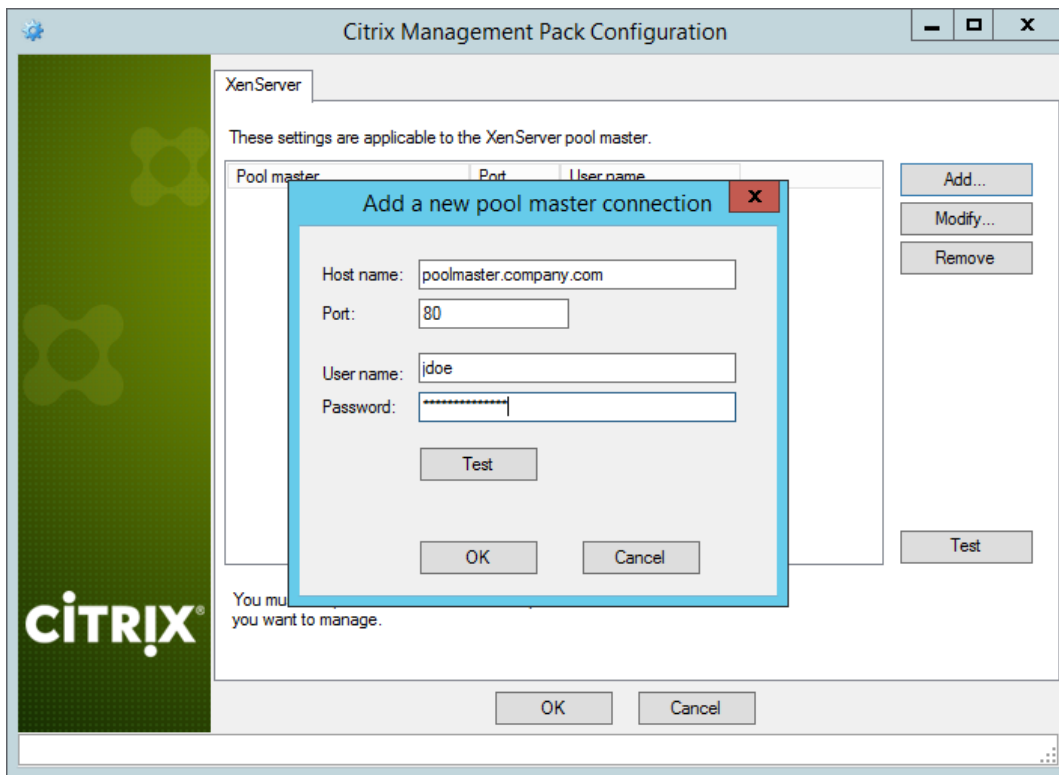 Citrix Management Pack Configuration
XenServer
These settings are applicable to the XenServer pool master.
Pool master Port User name
Add...
Add a new pool master connection
Modify...
Remove
Host name: poolmaster.company.com
Port: 80
User name: jdoe
Password: **************
Test
OK Cancel
Test
You
you want to manage.
CITRIX®
OK Cancel